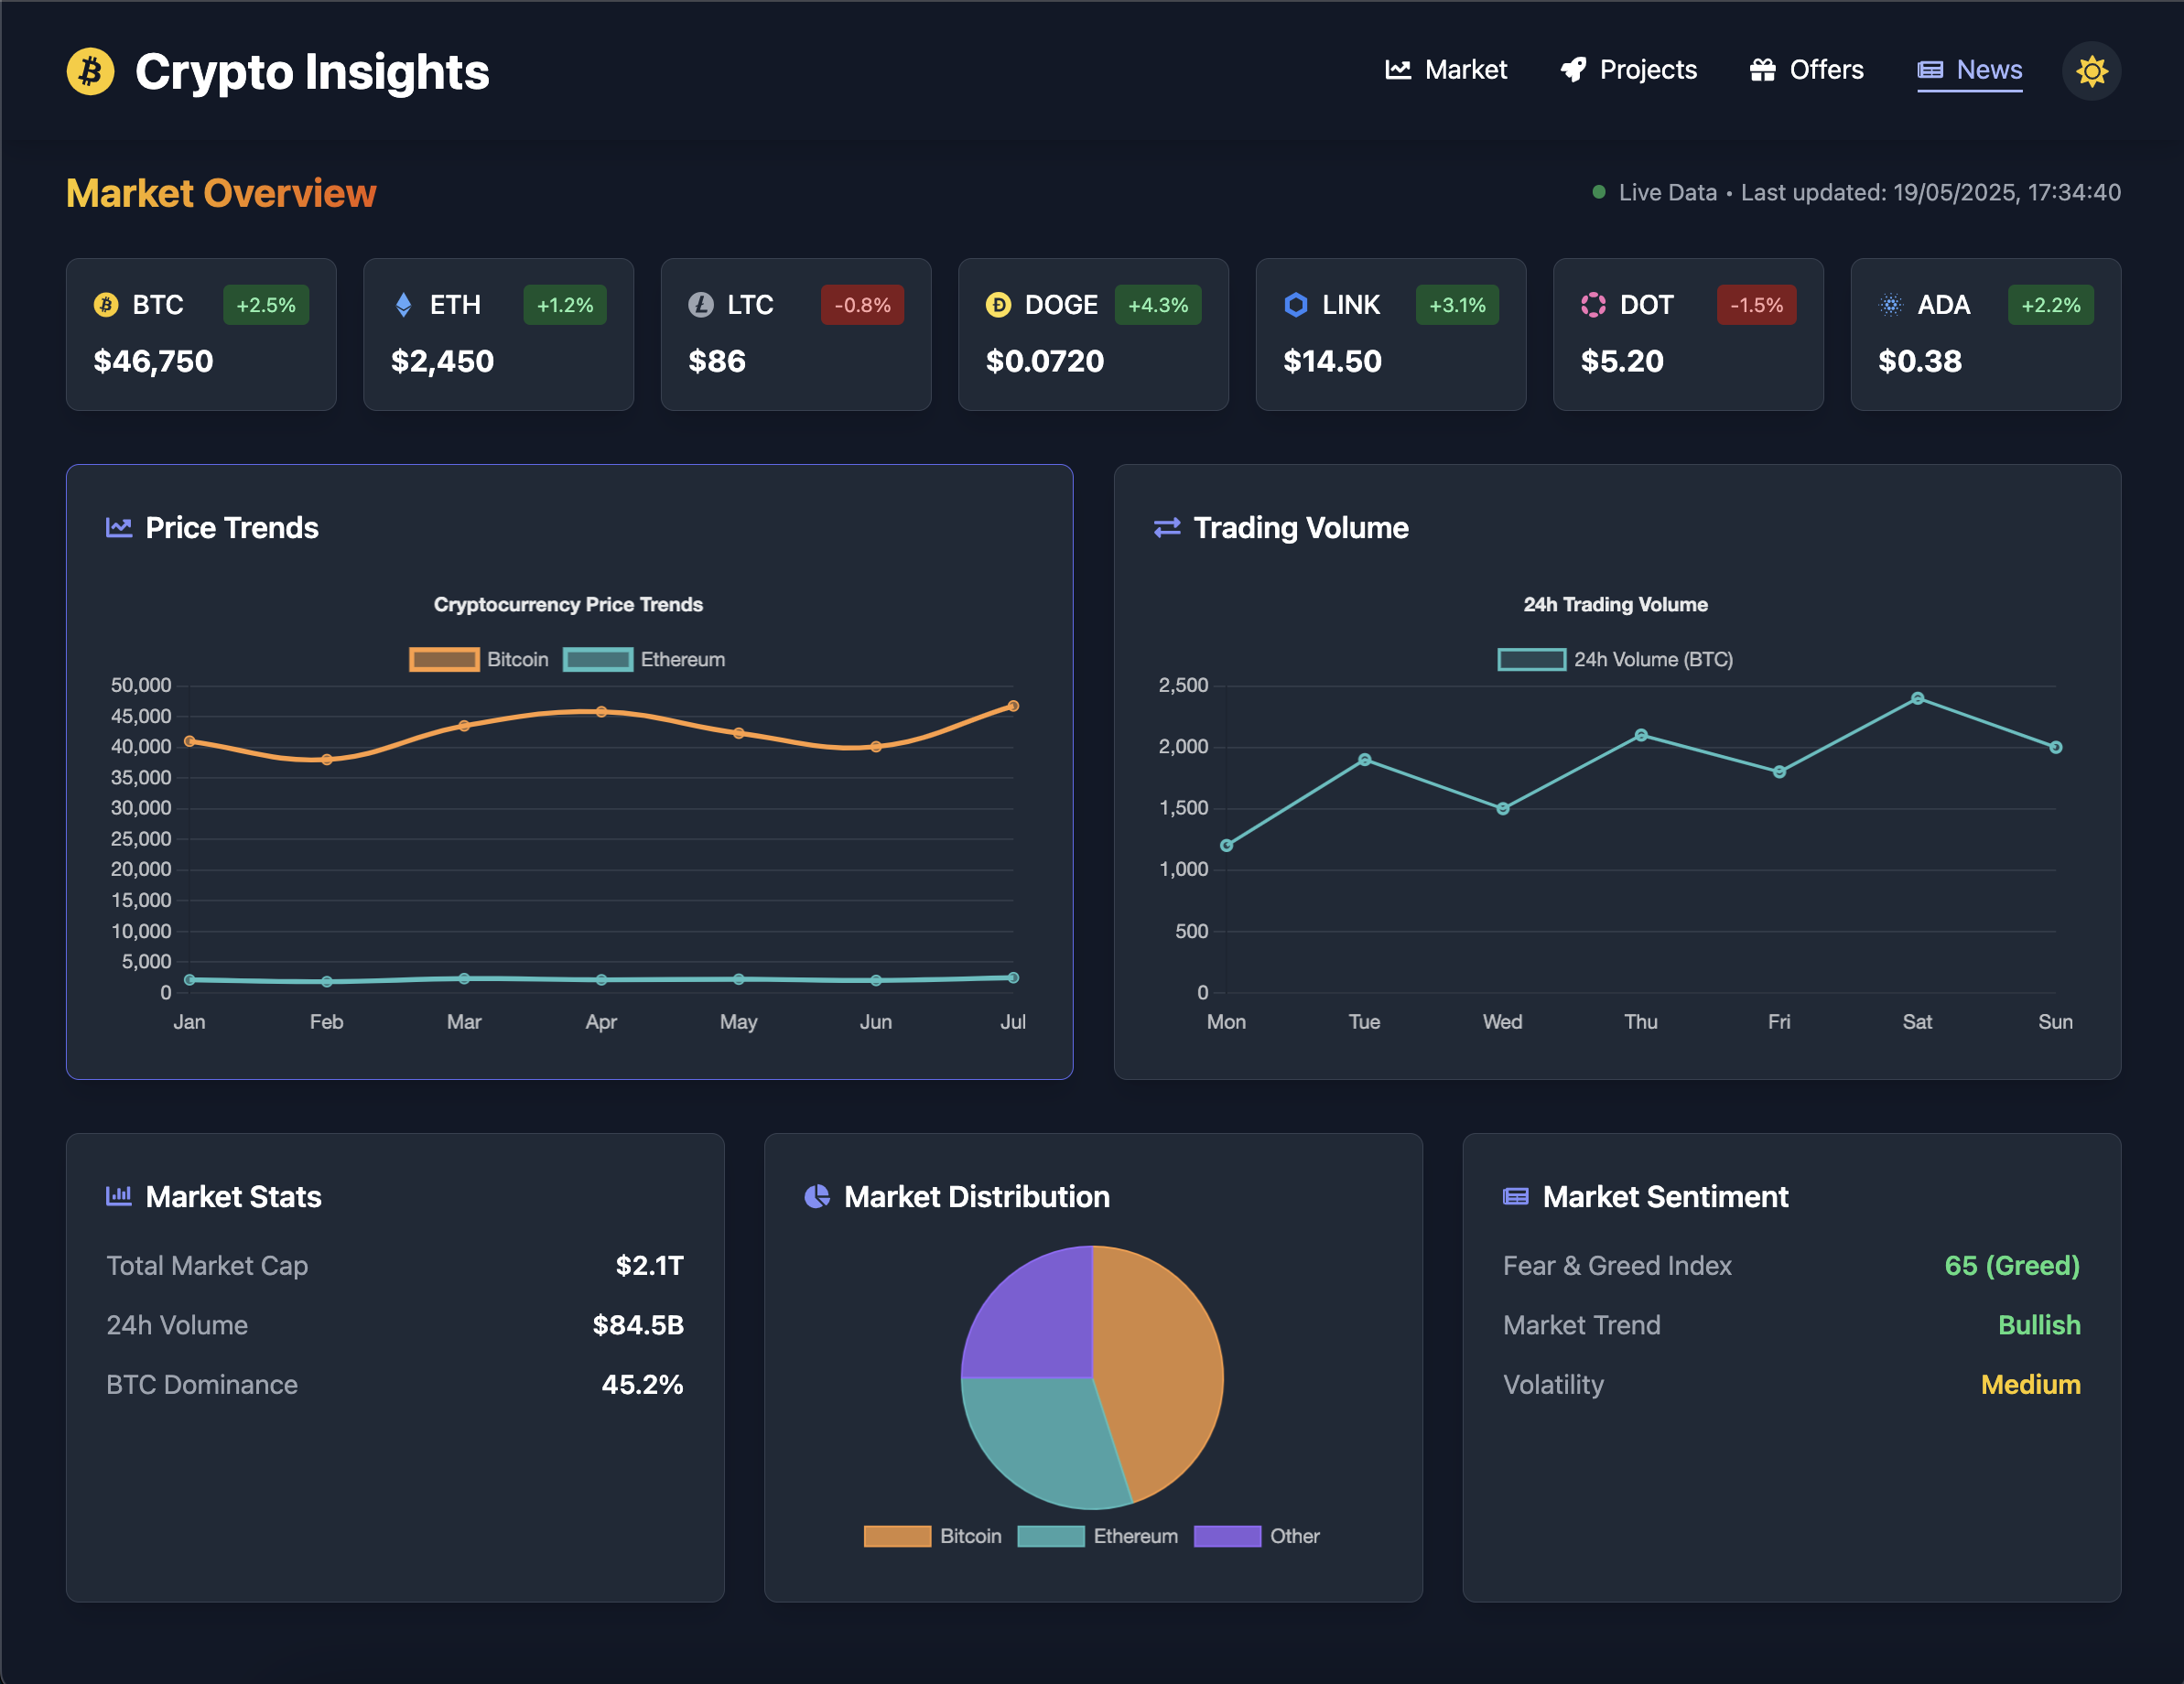 Crypto Insights
Market Projects Offers News
Market Overview
Live Data • Last updated: 19/05/2025, 17:34:40
BTC +2.5%
$46,750
ETH +1.2%
$2,450
LTC -0.8%
$86
DOGE +4.3%
$0.0720
LINK +3.1%
$14.50
DOT -1.5%
$5.20
ADA +2.2%
$0.38
Price Trends
Cryptocurrency Price Trends
Bitcoin Ethereum
50,000
45,000
40,000
35,000
30,000
25,000
20,000
15,000
10,000
5,000
0
Jan Feb Mar Apr May Jun Jul
Trading Volume
24h Trading Volume
24h Volume (BTC)
2,500
2,000
1,500
1,000
500
0
Mon Tue Wed Thu Fri Sat Sun
Market Stats
Total Market Cap $2.1T
24h Volume $84.5B
BTC Dominance 45.2%
Market Distribution
Bitcoin Ethereum Other
Market Sentiment
Fear & Greed Index 65 (Greed)
Market Trend Bullish
Volatility Medium